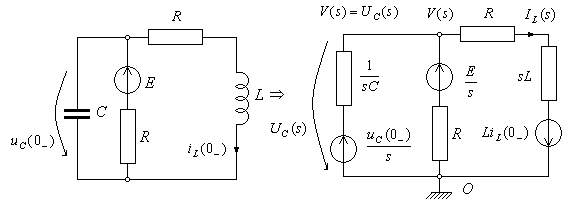 R
E
C
R
L ⇒
u_C(0_–)
i_L(0_–)
V(s) = U_C(s)
V(s)
R
I_L(s)
1/sC
E/s
sL
U_C(s)
u_C(0_–)/s
R
Li_L(0_–)
O